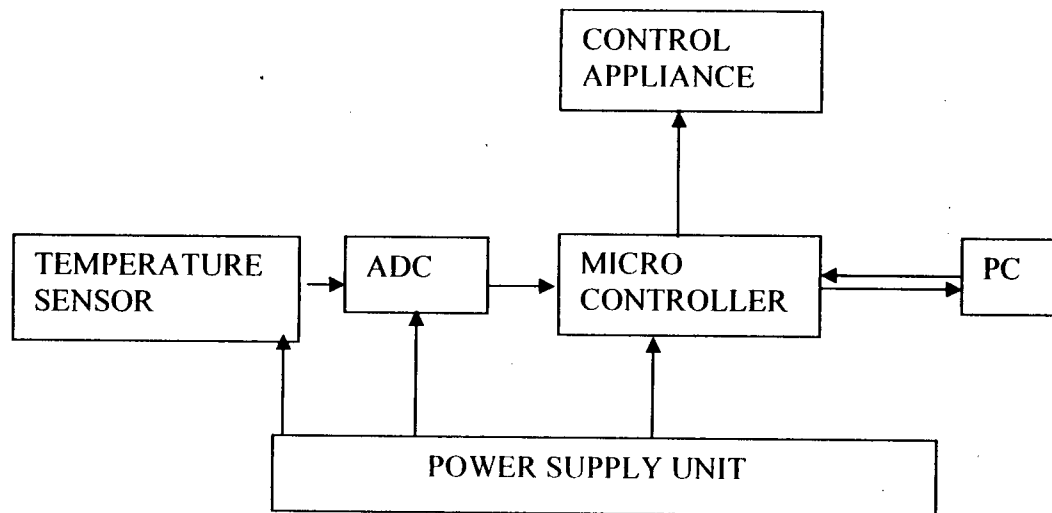 CONTROL
APPLIANCE
TEMPERATURE
SENSOR
ADC
MICRO
CONTROLLER
PC
POWER SUPPLY UNIT